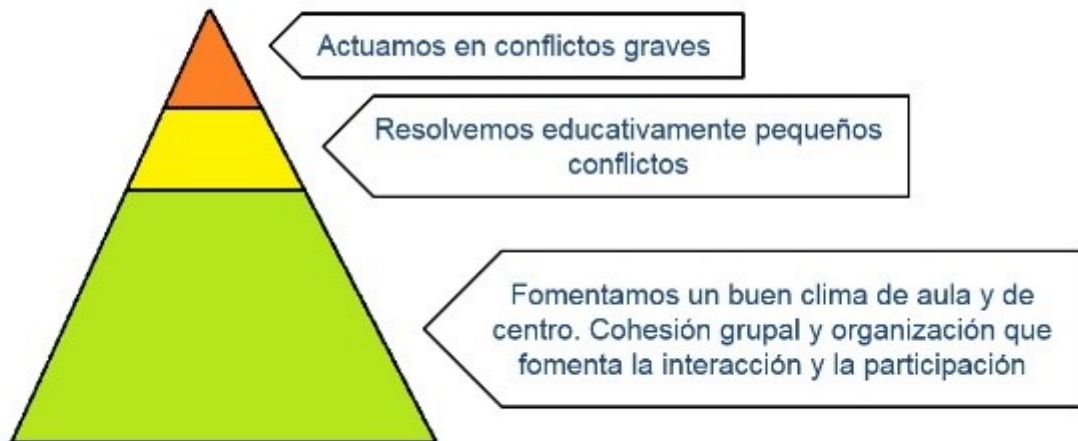 Actuamos en conflictos graves
Resolvemos educativamente pequeños
conflictos
Fomentamos un buen clima de aula y de
centro. Cohesión grupal y organización que
fomenta la interacción y la participación